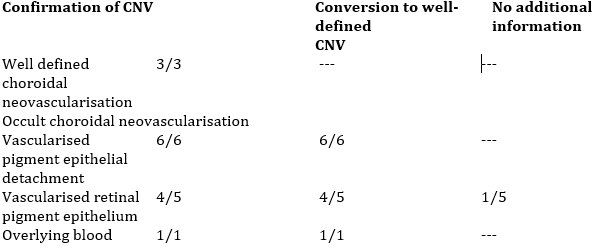 Confirmation of CNV Conversion to well- No additional
defined information
CNV
Well defined 3/3 --- ---
choroidal
neovascularisation
Occult choroidal neovascularisation
Vascularised 6/6 6/6 ---
pigment epithelial
detachment
Vascularised retinal 4/5 4/5 1/5
pigment epithelium
Overlying blood 1/1 1/1 ---